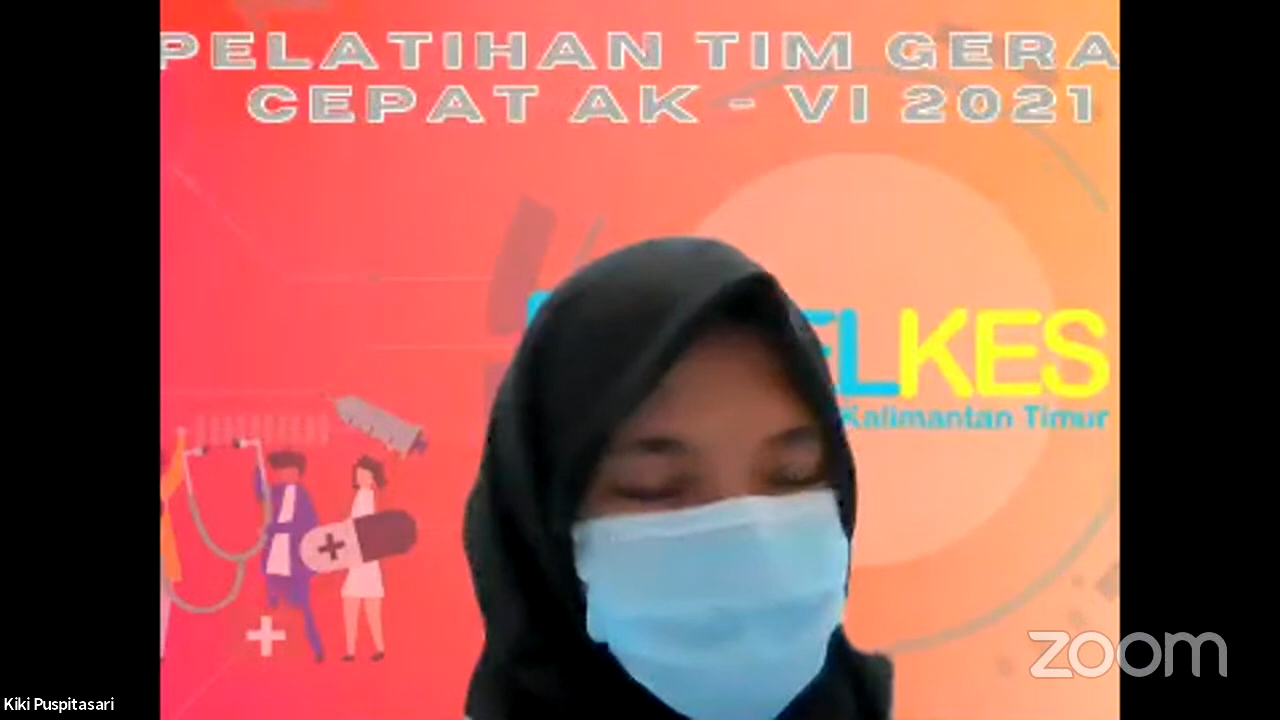 PELATIHAN TIM GERA
CEPAT AK - VI 2021
ELKES
Kalimantan Timur
zoom
Kiki Puspitasari